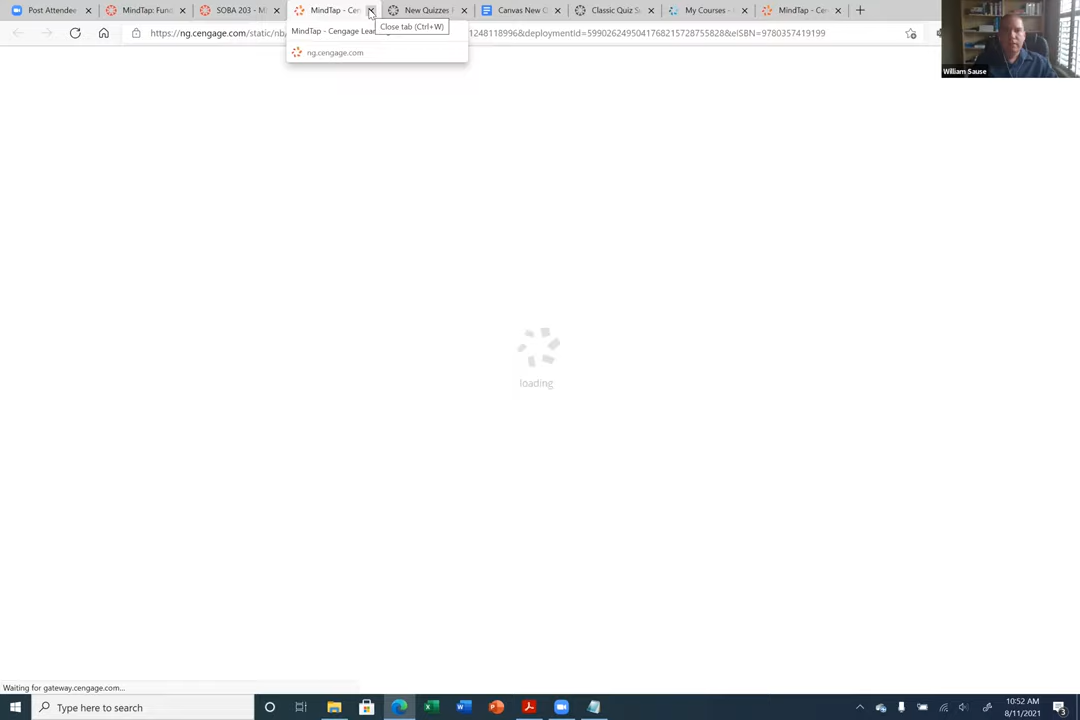 Post Attendee
MindTap: Fund
SOBA 203 - M
MindTap - Cen
New Quizzes F
Canvas New Q
Classic Quiz S
My Courses -
MindTap - Cen
Close tab (Ctrl+W)
MindTap - Cengage Lea
ng.cengage.com
https://ng.cengage.com/static/nb/
1248118996&deploymentId=5990262495041768215728755828&eISBN=9780357419199
William Sause
loading
Waiting for gateway.cengage.com...
Type here to search
10:52 AM
8/11/2021
3